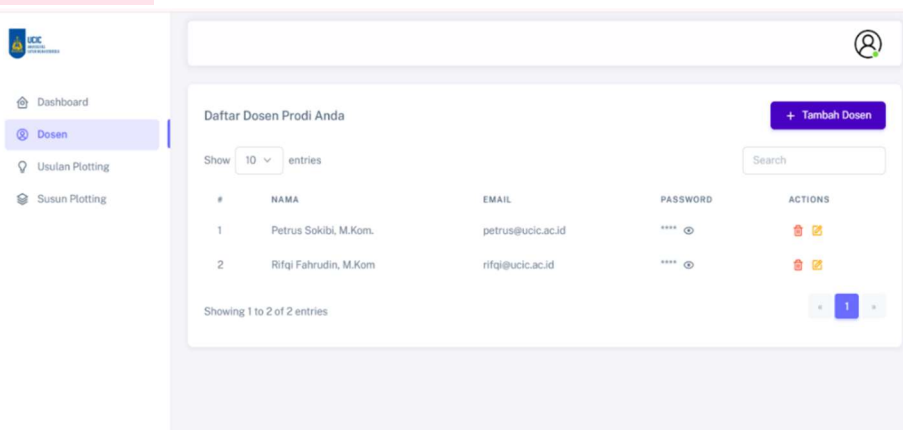 UCIC
Dashboard
Dosen
Usulan Plotting
Susun Plotting
Daftar Dosen Prodi Anda
+ Tambah Dosen
Show 10 entries
Search
# NAMA EMAIL PASSWORD ACTIONS
1 Petrus Sokibi, M.Kom. petrus@ucic.ac.id ****
2 Rifqi Fahrudin, M.Kom rifqi@ucic.ac.id ****
Showing 1 to 2 of 2 entries
« 1 »